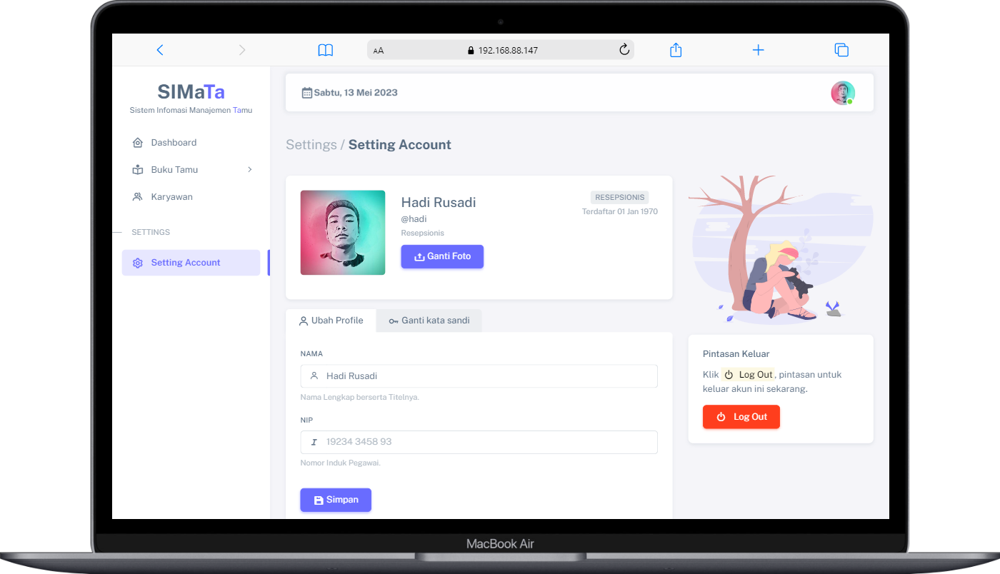 AA
192.168.88.147
SIMaTa
Sistem Infomasi Manajemen Tamu
Dashboard
Buku Tamu
Karyawan
SETTINGS
Setting Account
Sabtu, 13 Mei 2023
Settings / Setting Account
Hadi Rusadi
@hadi
Resepsionis
Ganti Foto
RESEPSIONIS
Terdaftar 01 Jan 1970
Ubah Profile
Ganti kata sandi
NAMA
Hadi Rusadi
Nama Lengkap berserta Titelnya.
NIP
19234 3458 93
Nomor Induk Pegawai.
Simpan
Pintasan Keluar
Klik Log Out, pintasan untuk
keluar akun ini sekarang.
Log Out
MacBook Air